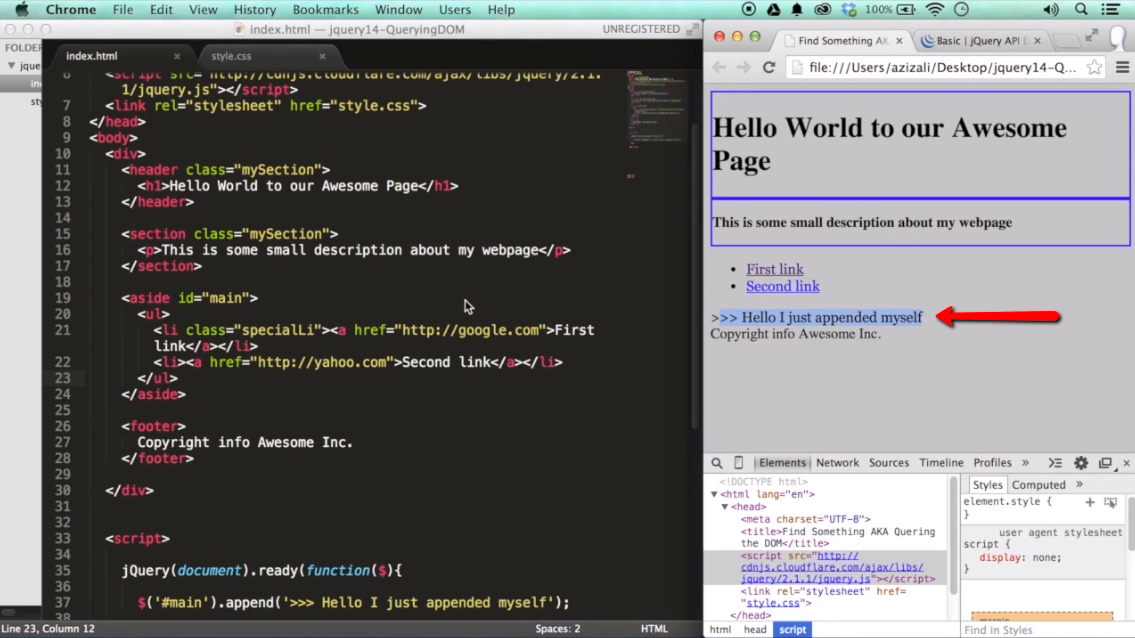 Chrome File Edit View History Bookmarks Window Users Help 100%
index.html — jquery14-QueryingDOM UNREGISTERED
FOLDER
jque
index.html style.css
6 <script src="http://cdnjs.cloudflare.com/ajax/libs/jquery/2.1.
1/jquery.js"></script>
7 <link rel="stylesheet" href="style.css">
8 </head>
9 <body>
10 <div>
11 <header class="mySection">
12 <h1>Hello World to our Awesome Page</h1>
13 </header>
14
15 <section class="mySection">
16 <p>This is some small description about my webpage</p>
17 </section>
18
19 <aside id="main">
20 <ul>
21 <li class="specialLi"><a href="http://google.com">First
link</a></li>
22 <li><a href="http://yahoo.com">Second link</a></li>
23 </ul>
24 </aside>
25
26 <footer>
27 Copyright info Awesome Inc.
28 </footer>
29
30 </div>
31
32
33 <script>
34
35 jQuery(document).ready(function($){
36
37 $('#main').append('>>> Hello I just appended myself');
38
Line 23, Column 12 Spaces: 2 HTML
Find Something AKA Basic | jQuery API D
file:///Users/azizali/Desktop/jquery14-Q...
Hello World to our Awesome
Page
This is some small description about my webpage
• First link
• Second link
>>> Hello I just appended myself
Copyright info Awesome Inc.
Elements Network Sources Timeline Profiles »
<!DOCTYPE html>
<html lang="en">
<head>
<meta charset="UTF-8">
<title>Find Something AKA Quering
the DOM</title>
<script src="http://
cdnjs.cloudflare.com/ajax/libs/
jquery/2.1.1/jquery.js"></script>
<link rel="stylesheet" href=
"style.css">
</head>
html head script
Styles Computed »
element.style {
}
user agent stylesheet
script {
display: none;
}
Find in Styles